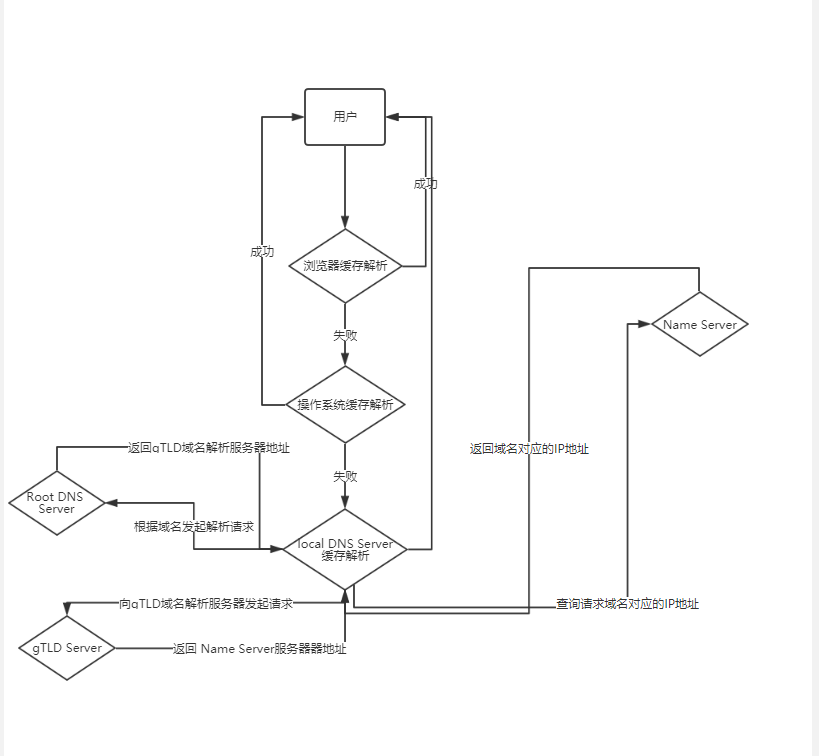 用户
成功
成功
浏览器缓存解析
Name Server
失败
操作系统缓存解析
返回gTLD域名解析服务器地址
返回域名对应的IP地址
失败
Root DNS
Server
根据域名发起解析请求
local DNS Server
缓存解析
向gTLD域名解析服务器发起请求
查询请求域名对应的IP地址
gTLD Server
返回 Name Server服务器器地址